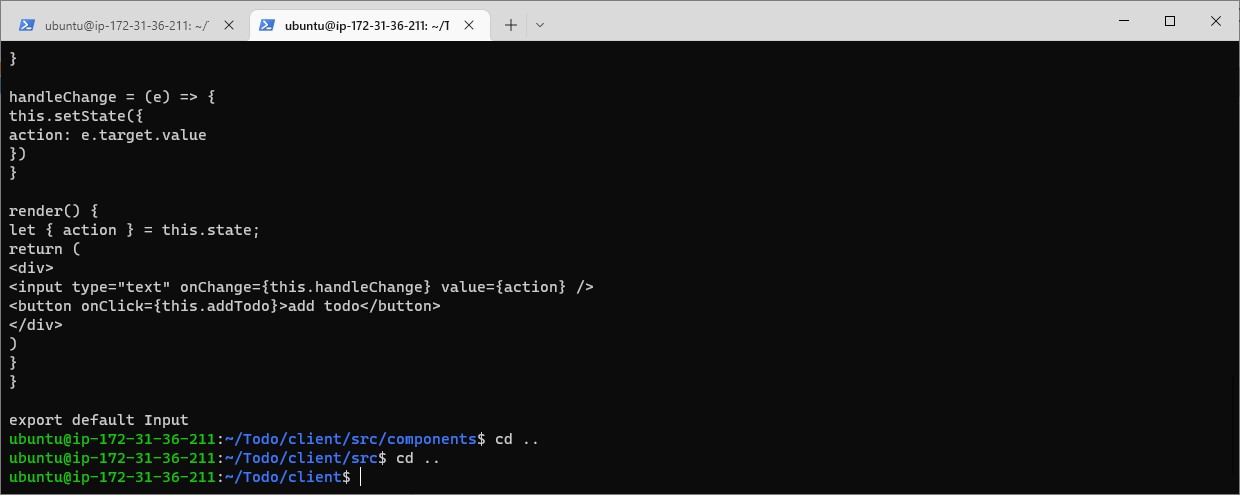 ubuntu@ip-172-31-36-211: ~/T
ubuntu@ip-172-31-36-211: ~/T
}
handleChange = (e) => {
this.setState({
action: e.target.value
})
}
render() {
let { action } = this.state;
return (
<div>
<input type="text" onChange={this.handleChange} value={action} />
<button onClick={this.addTodo}>add todo</button>
</div>
)
}
}
export default Input
ubuntu@ip-172-31-36-211:~/Todo/client/src/components$ cd ..
ubuntu@ip-172-31-36-211:~/Todo/client/src$ cd ..
ubuntu@ip-172-31-36-211:~/Todo/client$